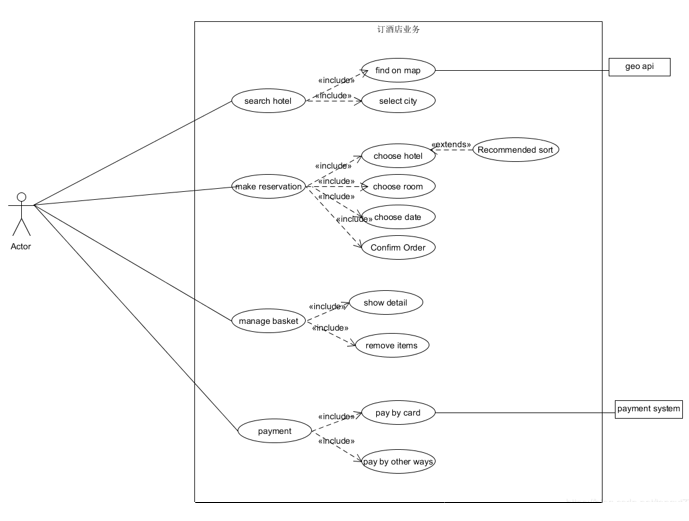 订酒店业务
find on map
geo api
«include»
«include»
search hotel
select city
«extends»
choose hotel
Recommended sort
«include»
make reservation
«include»
choose room
«include»
choose date
«include»
Actor
Confirm Order
«include»
show detail
manage basket
«include»
remove items
«include»
pay by card
payment system
payment
«include»
pay by other ways